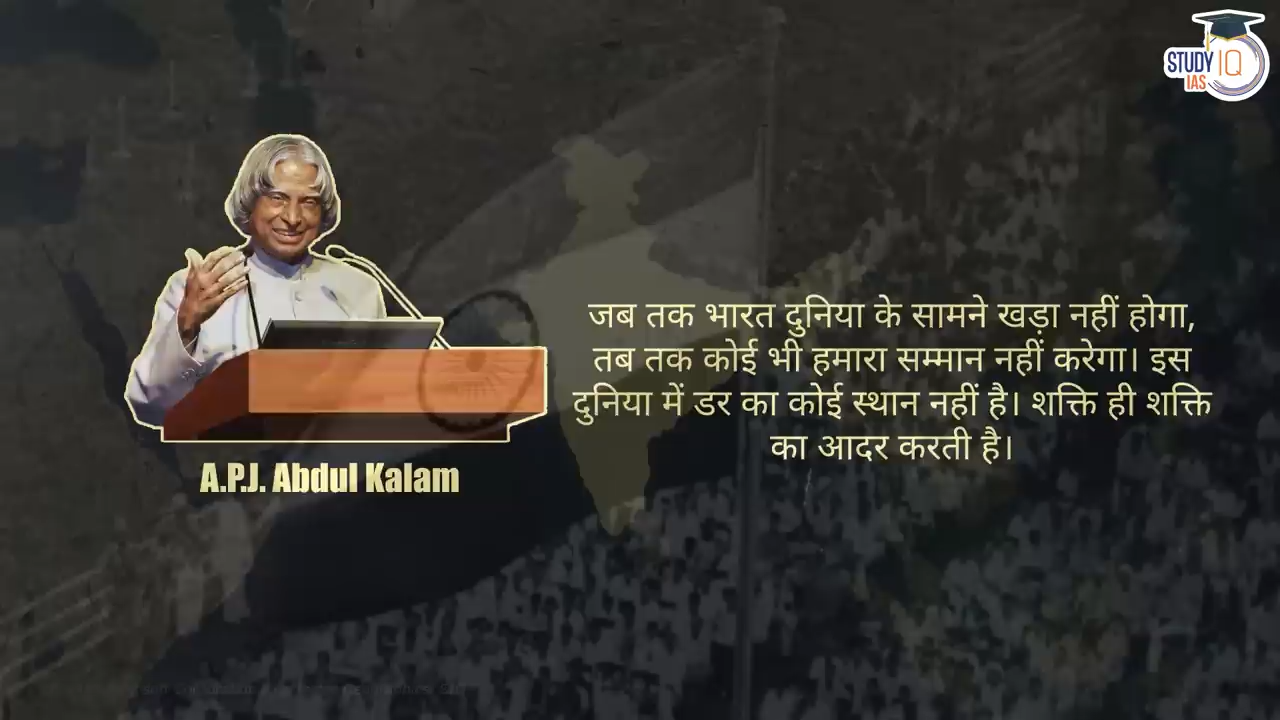 STUDY IQ
IAS
जब तक भारत दुनिया के सामने खड़ा नहीं होगा,
तब तक कोई भी हमारा सम्मान नहीं करेगा। इस
दुनिया में डर का कोई स्थान नहीं है। शक्ति ही शक्ति
का आदर करती है।
A.P.J. Abdul Kalam